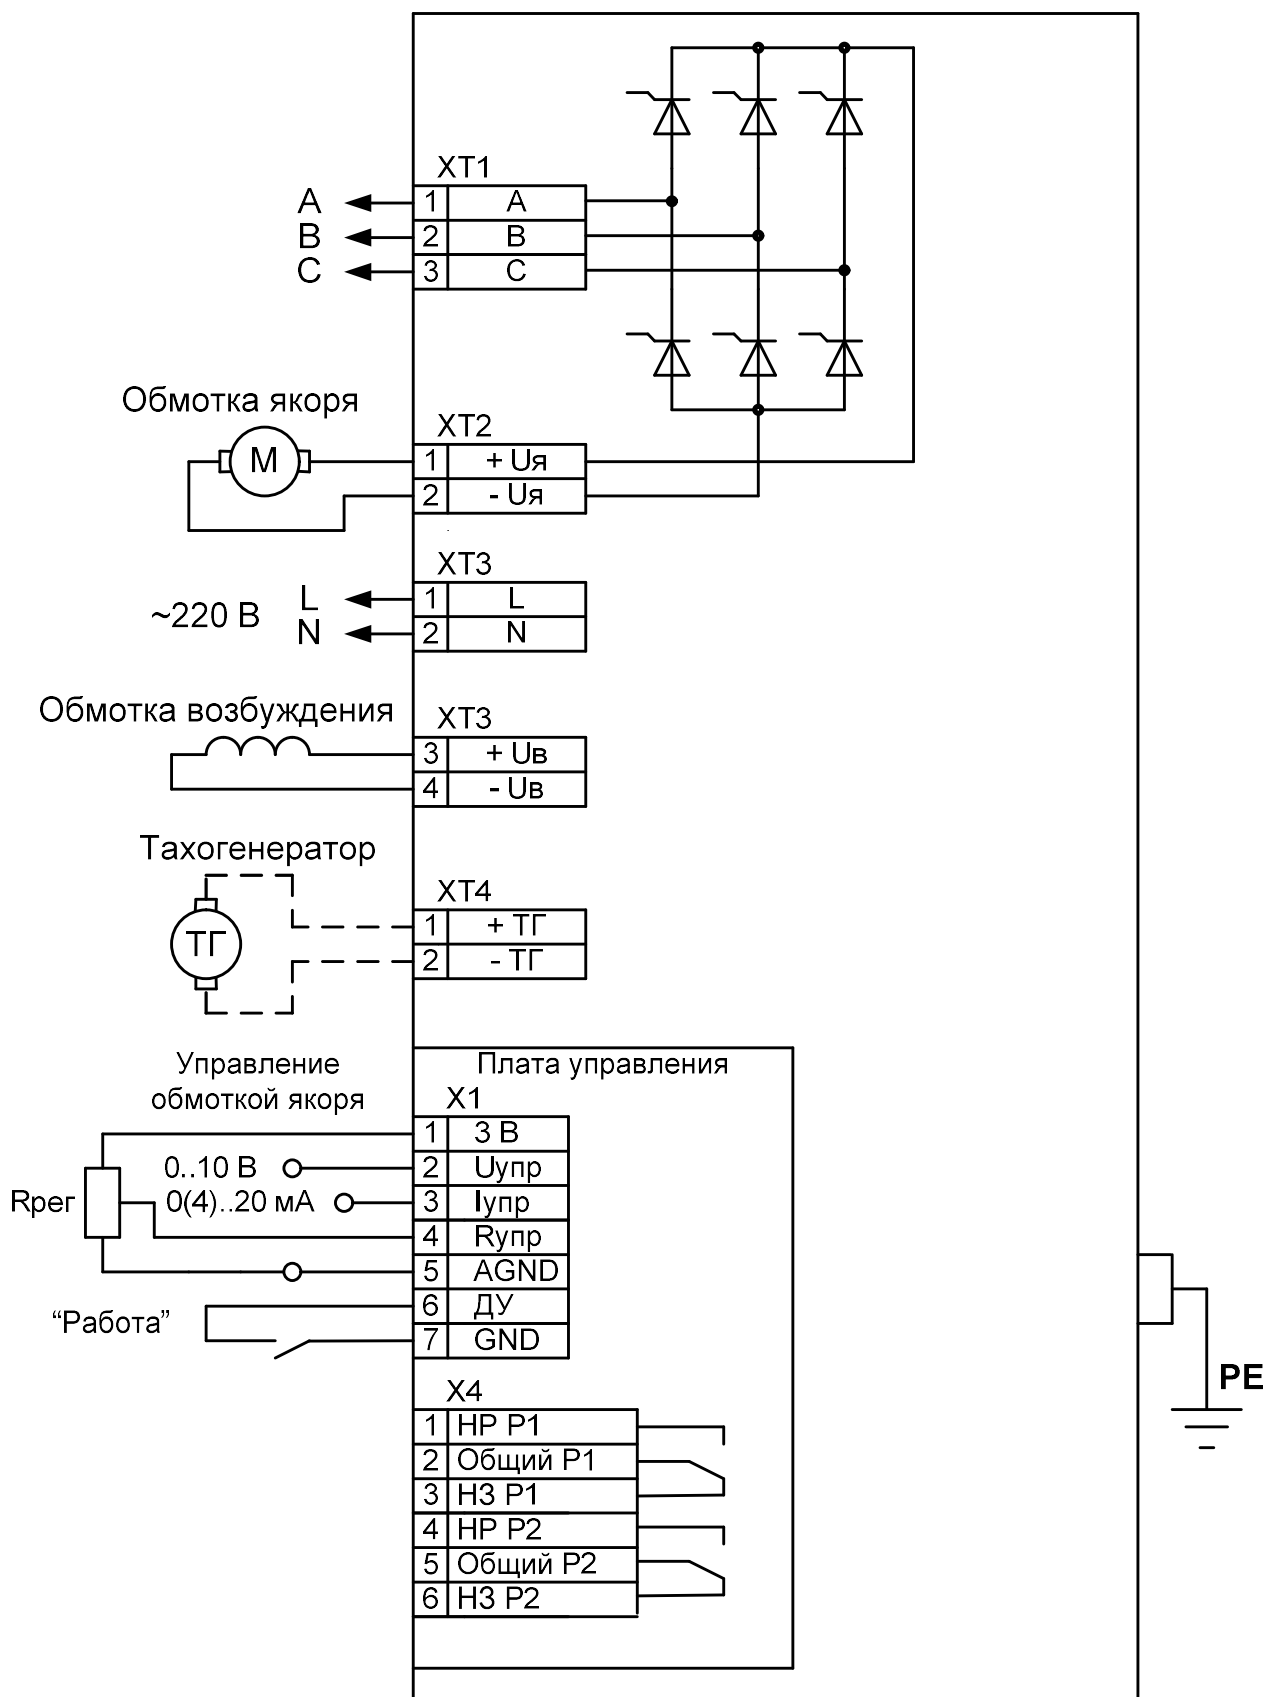 XT1
A 1 A
B 2 B
C 3 C
Обмотка якоря
XT2
М 1 + Uя
2 - Uя
XT3
~220 В L 1 L
N 2 N
Обмотка возбуждения
XT3
3 + Uв
4 - Uв
Тахогенератор
XT4
ТГ 1 + ТГ
2 - ТГ
Управление
обмоткой якоря
Плата управления
X1
1 3 В
0..10 В 2 Uупр
Rрег 0(4)..20 мА 3 Iупр
4 Rупр
5 AGND
“Работа” 6 ДУ
7 GND
X4
1 НР Р1
2 Общий Р1
3 НЗ Р1
4 НР Р2
5 Общий Р2
6 НЗ Р2
PE